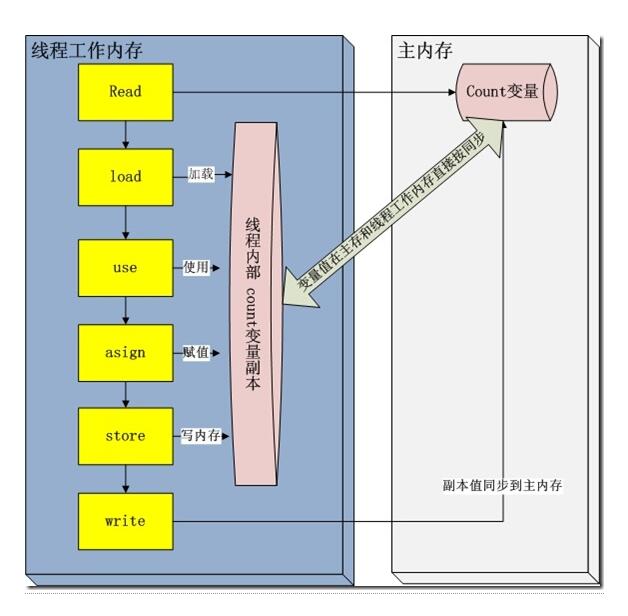 线程工作内存
主内存
Read
Count变量
load
加载
use
使用
asign
赋值
store
写内存
write
线程内部 count变量副本
变量值在主存和线程工作内存直接按同步
副本值同步到主内存